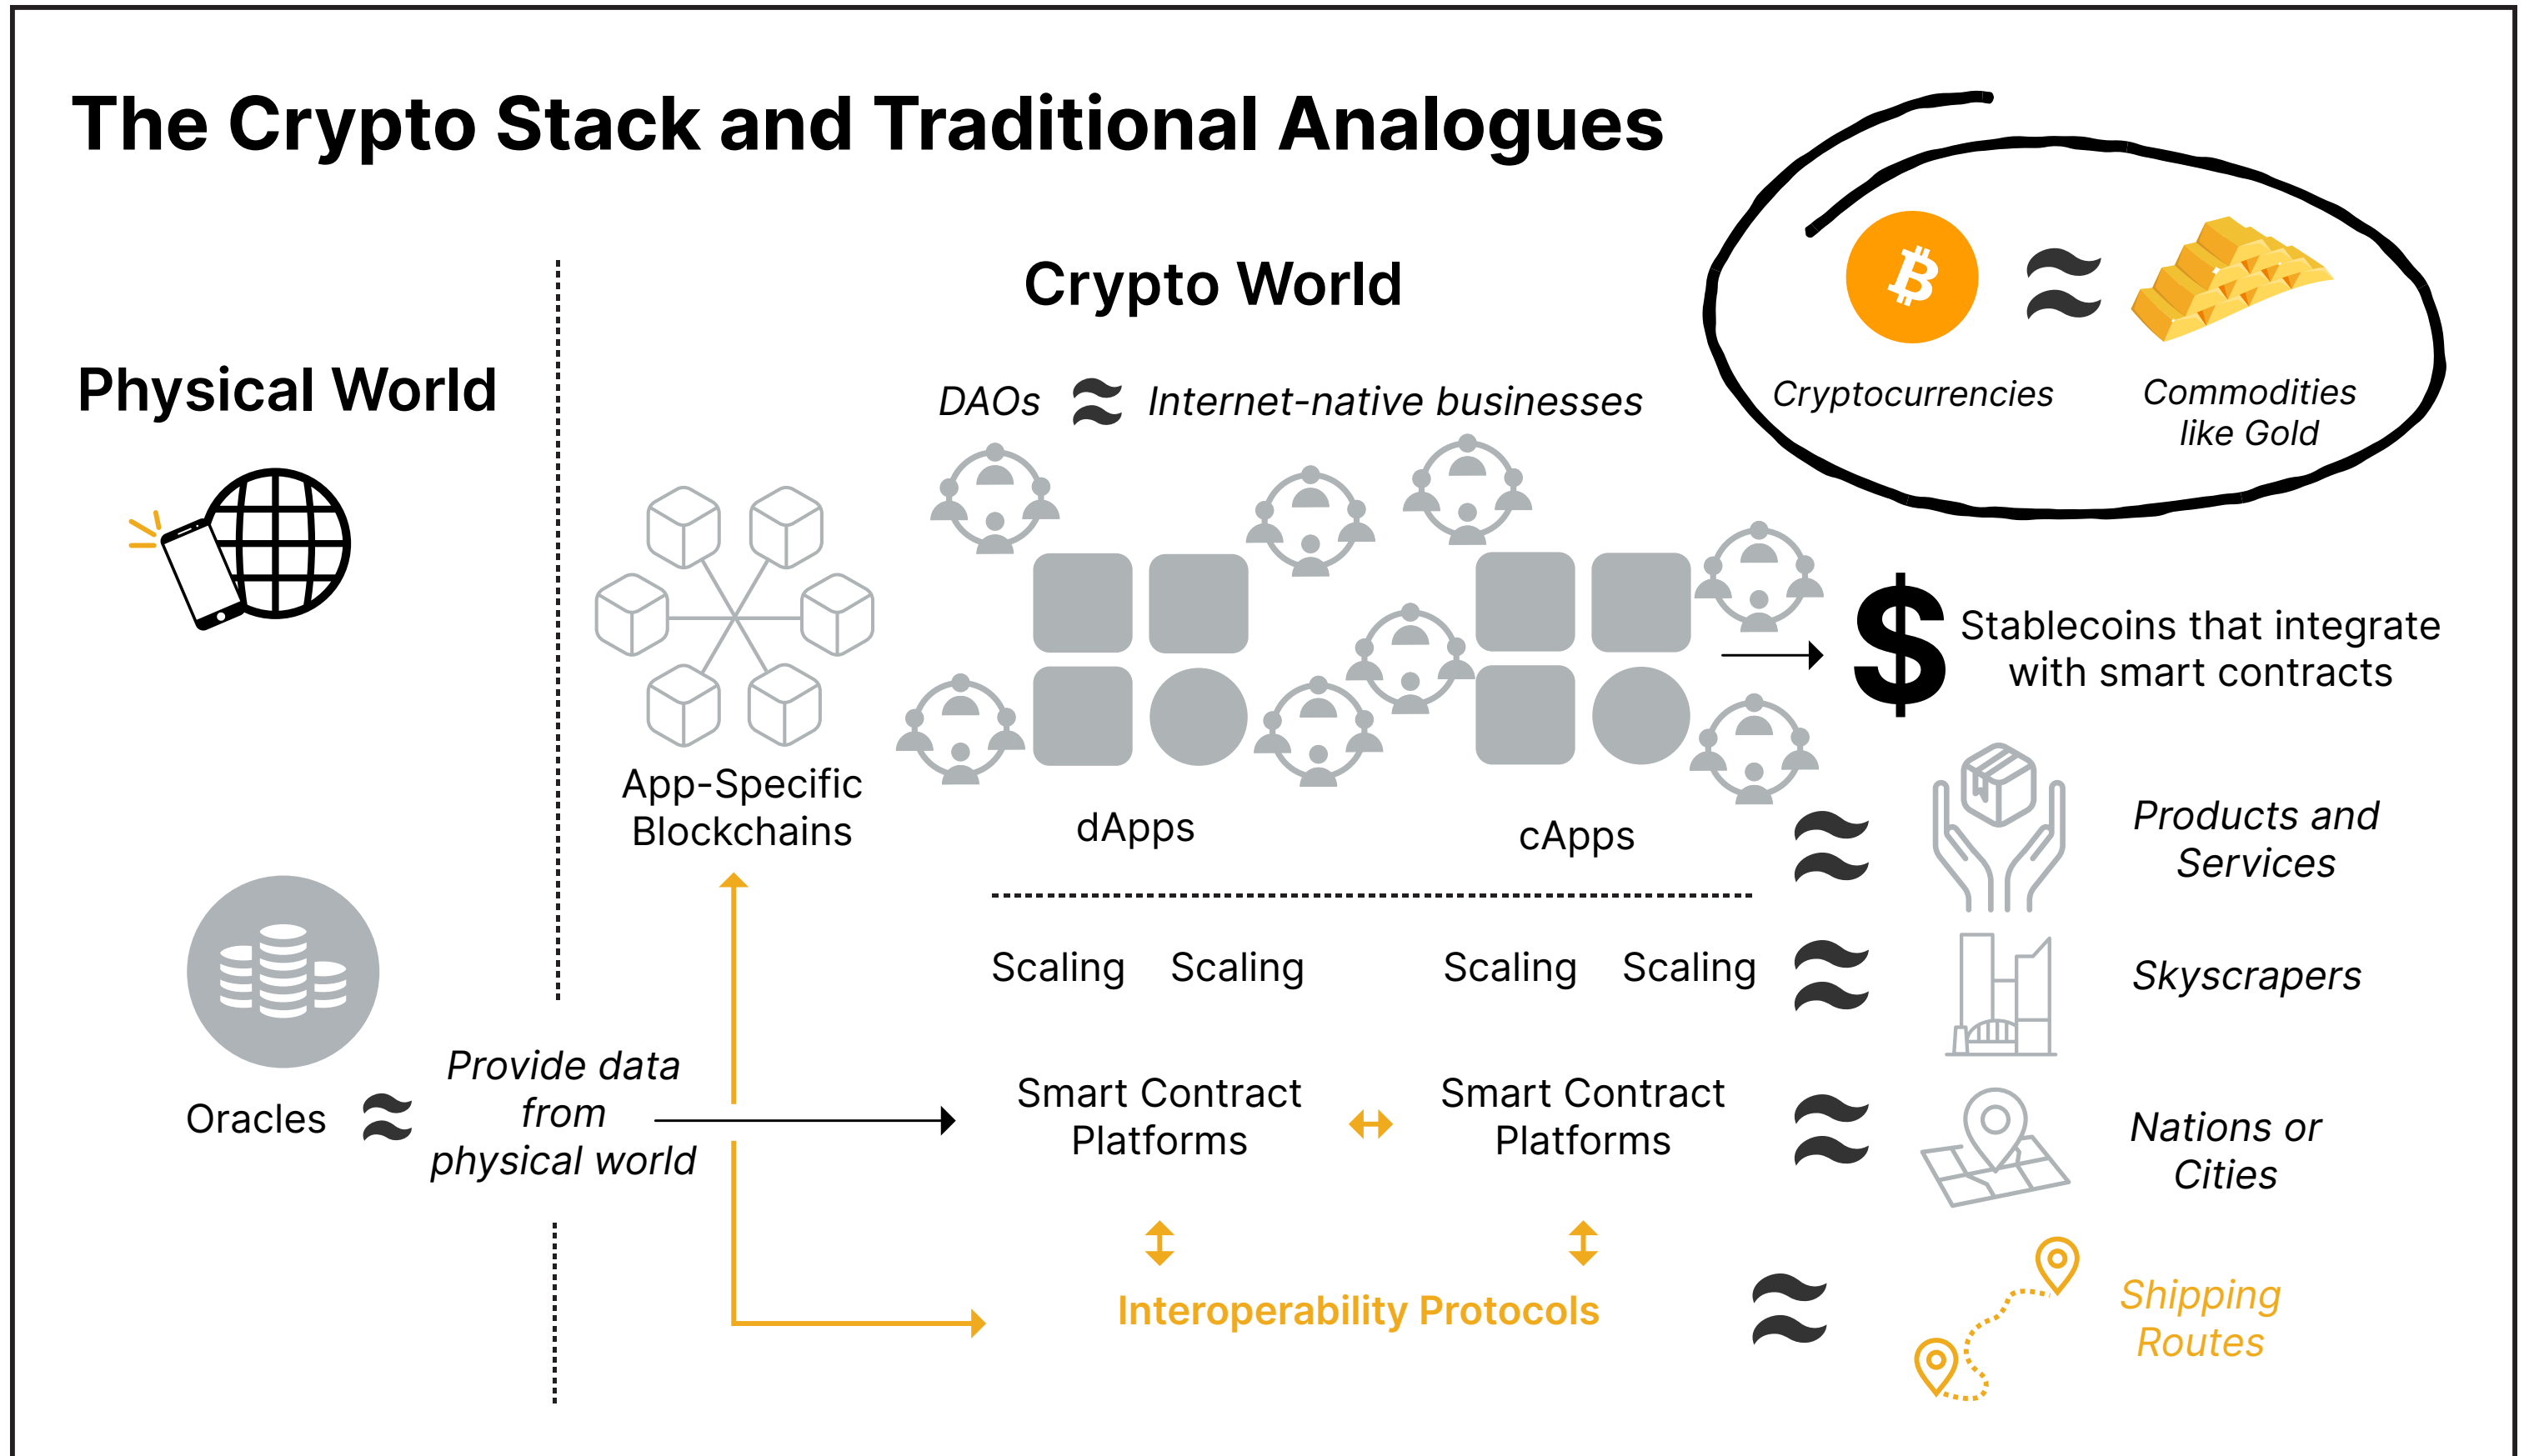 The Crypto Stack and Traditional Analogues
Physical World
Crypto World
DAOs ≈ Internet-native businesses
Cryptocurrencies
≈
Commodities
like Gold
App-Specific
Blockchains
dApps
cApps
$
Stablecoins that integrate
with smart contracts
≈
Products and
Services
Scaling Scaling Scaling Scaling
≈
Skyscrapers
Oracles
≈
Provide data
from
physical world
Smart Contract
Platforms
Smart Contract
Platforms
≈
Nations or
Cities
Interoperability Protocols
≈
Shipping
Routes